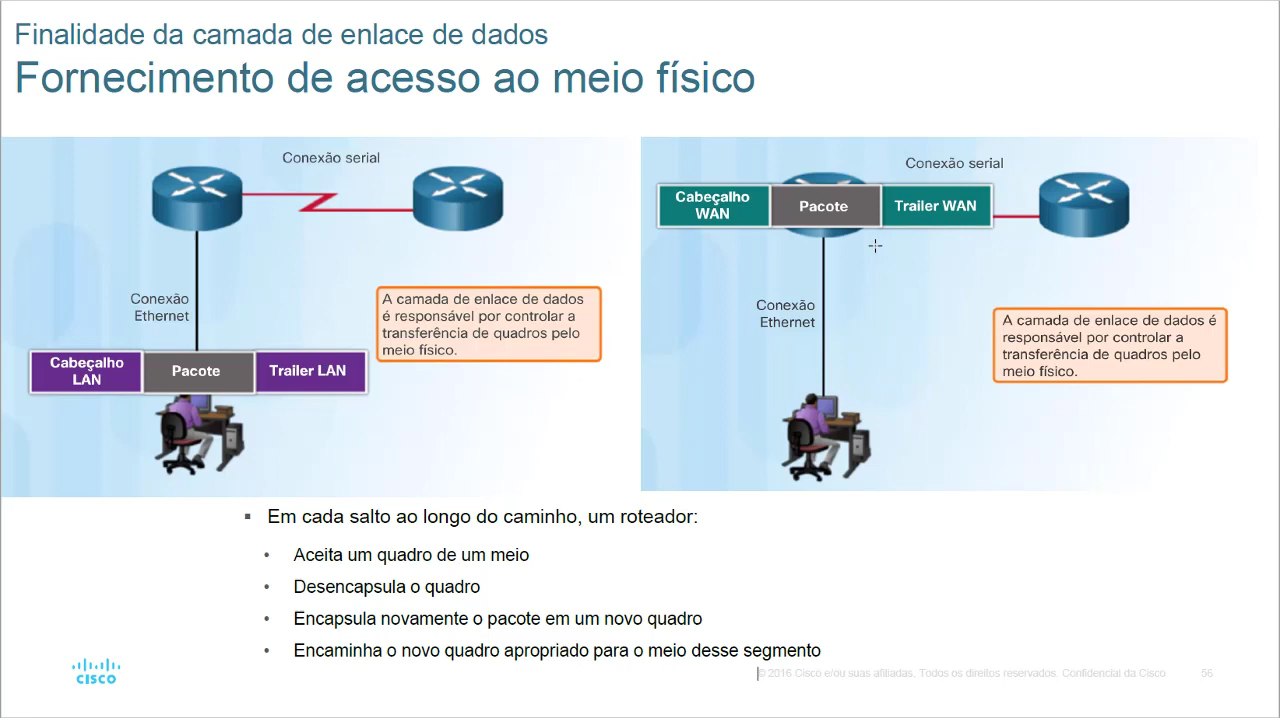 Finalidade da camada de enlace de dados
Fornecimento de acesso ao meio físico
Conexão serial
Conexão
Ethernet
A camada de enlace de dados
é responsável por controlar a
transferência de quadros pelo
meio físico.
Cabeçalho
LAN
Pacote
Trailer LAN
Conexão serial
Cabeçalho
WAN
Pacote
Trailer WAN
Conexão
Ethernet
A camada de enlace de dados é
responsável por controlar a
transferência de quadros pelo
meio físico.
▪ Em cada salto ao longo do caminho, um roteador:
• Aceita um quadro de um meio
• Desencapsula o quadro
• Encapsula novamente o pacote em um novo quadro
• Encaminha o novo quadro apropriado para o meio desse segmento
CISCO
© 2016 Cisco e/ou suas afiliadas. Todos os direitos reservados. Confidencial da Cisco
56